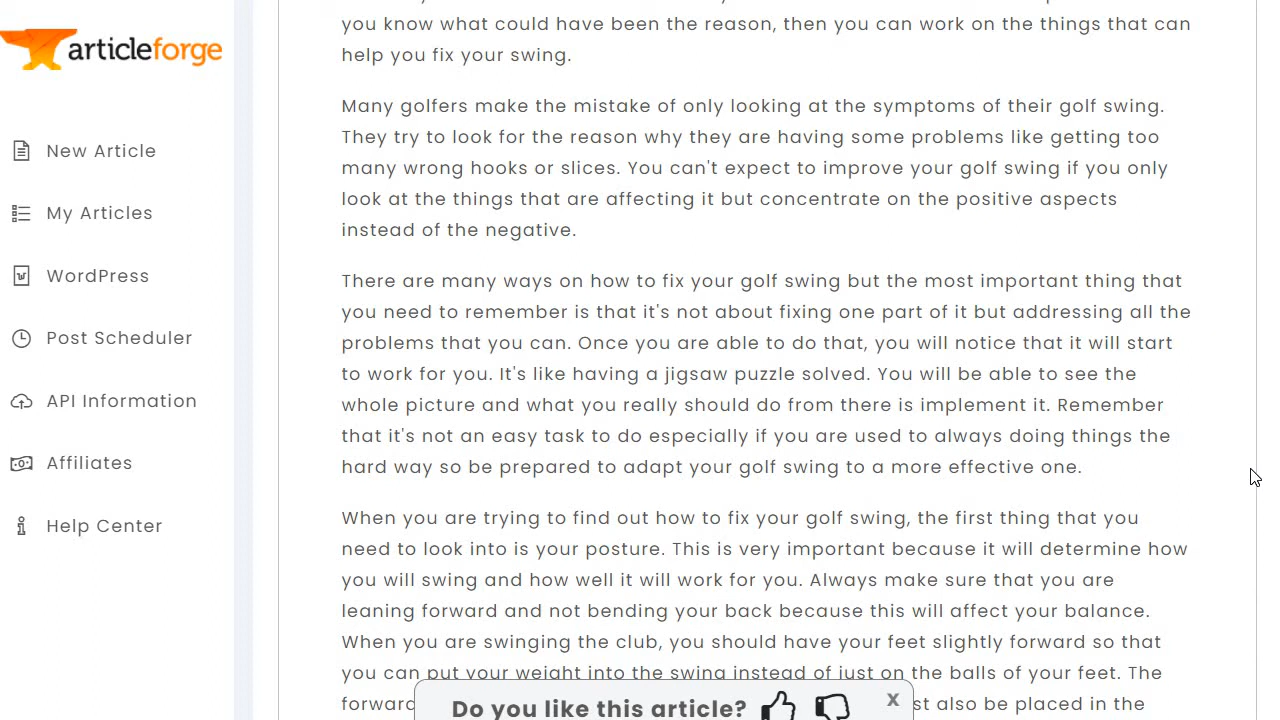 articleforge
New Article
My Articles
WordPress
Post Scheduler
API Information
Affiliates
Help Center
you know what could have been the reason, then you can work on the things that can
help you fix your swing.
Many golfers make the mistake of only looking at the symptoms of their golf swing.
They try to look for the reason why they are having some problems like getting too
many wrong hooks or slices. You can't expect to improve your golf swing if you only
look at the things that are affecting it but concentrate on the positive aspects
instead of the negative.
There are many ways on how to fix your golf swing but the most important thing that
you need to remember is that it's not about fixing one part of it but addressing all the
problems that you can. Once you are able to do that, you will notice that it will start
to work for you. It's like having a jigsaw puzzle solved. You will be able to see the
whole picture and what you really should do from there is implement it. Remember
that it's not an easy task to do especially if you are used to always doing things the
hard way so be prepared to adapt your golf swing to a more effective one.
When you are trying to find out how to fix your golf swing, the first thing that you
need to look into is your posture. This is very important because it will determine how
you will swing and how well it will work for you. Always make sure that you are
leaning forward and not bending your back because this will affect your balance.
When you are swinging the club, you should have your feet slightly forward so that
you can put your weight into the swing instead of just on the balls of your feet. The
forward also be placed in the
Do you like this article? x